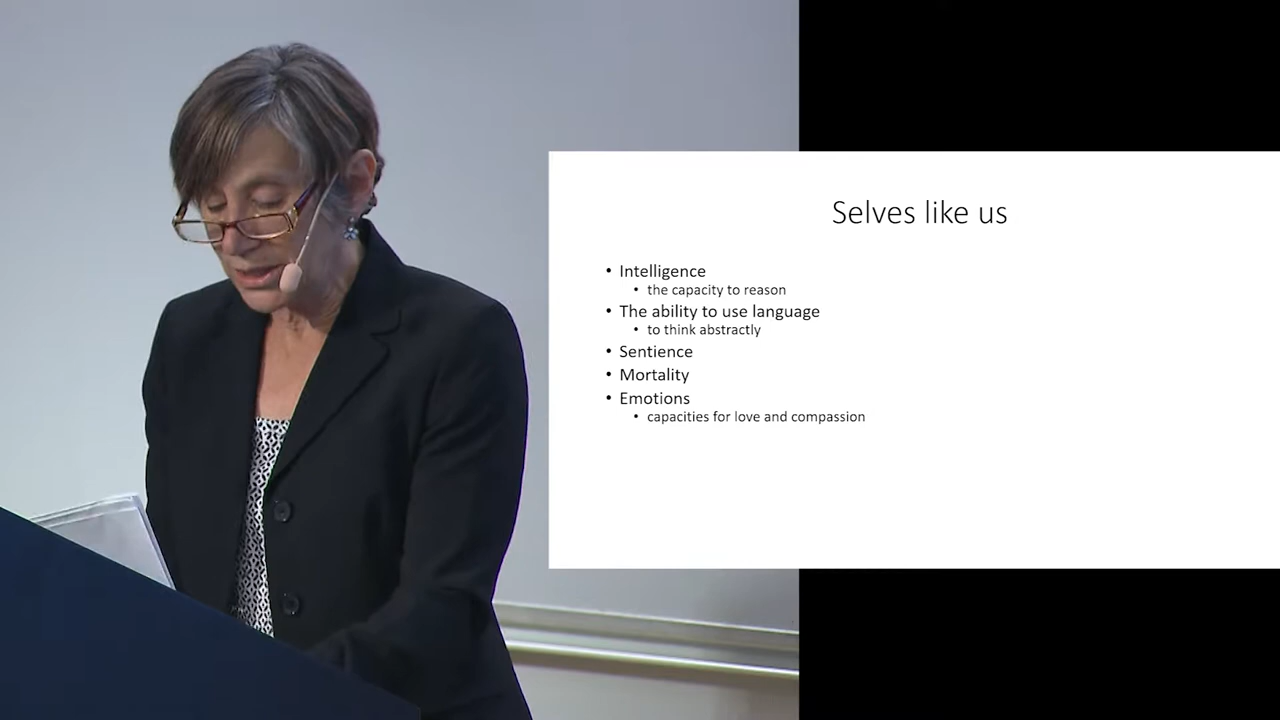 Selves like us
• Intelligence
• the capacity to reason
• The ability to use language
• to think abstractly
• Sentience
• Mortality
• Emotions
• capacities for love and compassion